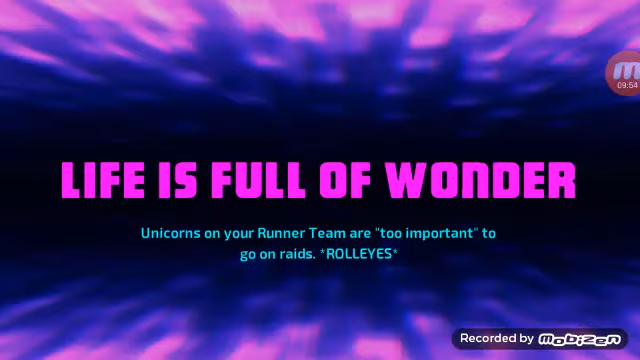 09:54
LIFE IS FULL OF WONDER
Unicorns on your Runner Team are "too important" to
go on raids. *ROLLEYES*
Recorded by mobizen